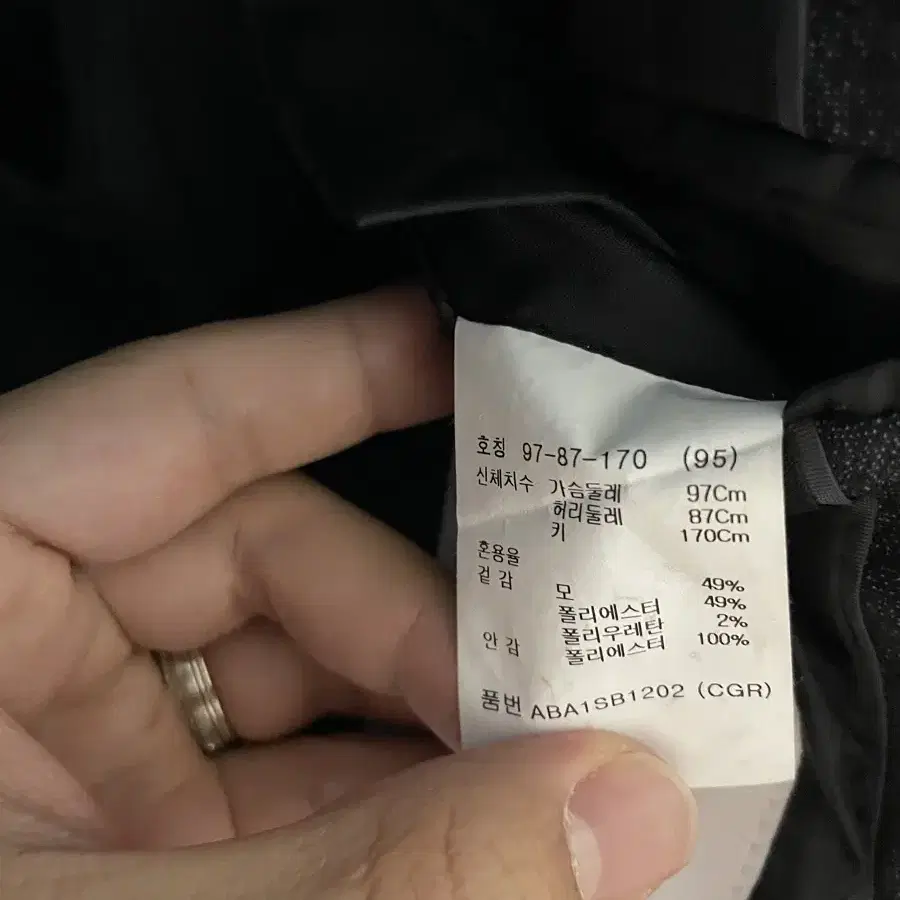 호칭 97-87-170 (95)
신체치수 가슴둘레 97Cm
허리둘레 87Cm
키 170Cm
혼용율
겉감 모 49%
폴리에스터 49%
폴리우레탄 2%
안감 폴리에스터 100%
품번 ABA1SB1202 (CGR)